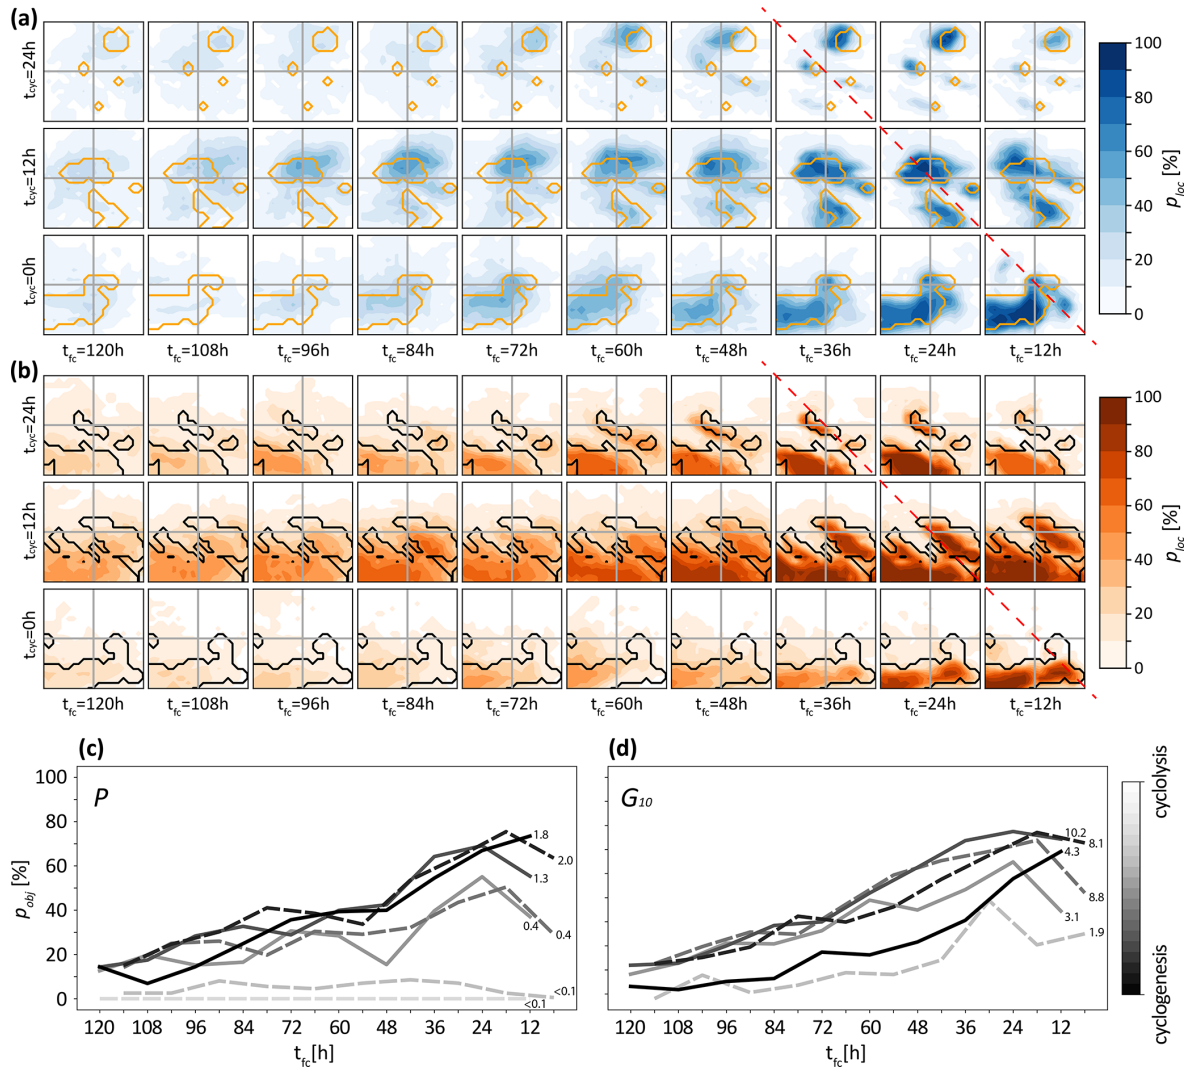 (a)
t_cyc=24h
t_cyc=12h
t_cyc=0h
t_fc=120h t_fc=108h t_fc=96h t_fc=84h t_fc=72h t_fc=60h t_fc=48h t_fc=36h t_fc=24h t_fc=12h
100
80
60
40
20
0
p_loc [%]
(b)
t_cyc=24h
t_cyc=12h
t_cyc=0h
t_fc=120h t_fc=108h t_fc=96h t_fc=84h t_fc=72h t_fc=60h t_fc=48h t_fc=36h t_fc=24h t_fc=12h
100
80
60
40
20
0
p_loc [%]
(c)
P
100
80
60
40
20
0
p_obj [%]
1.8
2.0
1.3
0.4
0.4
<0.1
<0.1
120 108 96 84 72 60 48 36 24 12
t_fc[h]
(d)
G₁₀
10.2
8.1
4.3
8.8
3.1
1.9
120 108 96 84 72 60 48 36 24 12
t_fc[h]
cyclolysis
cyclogenesis